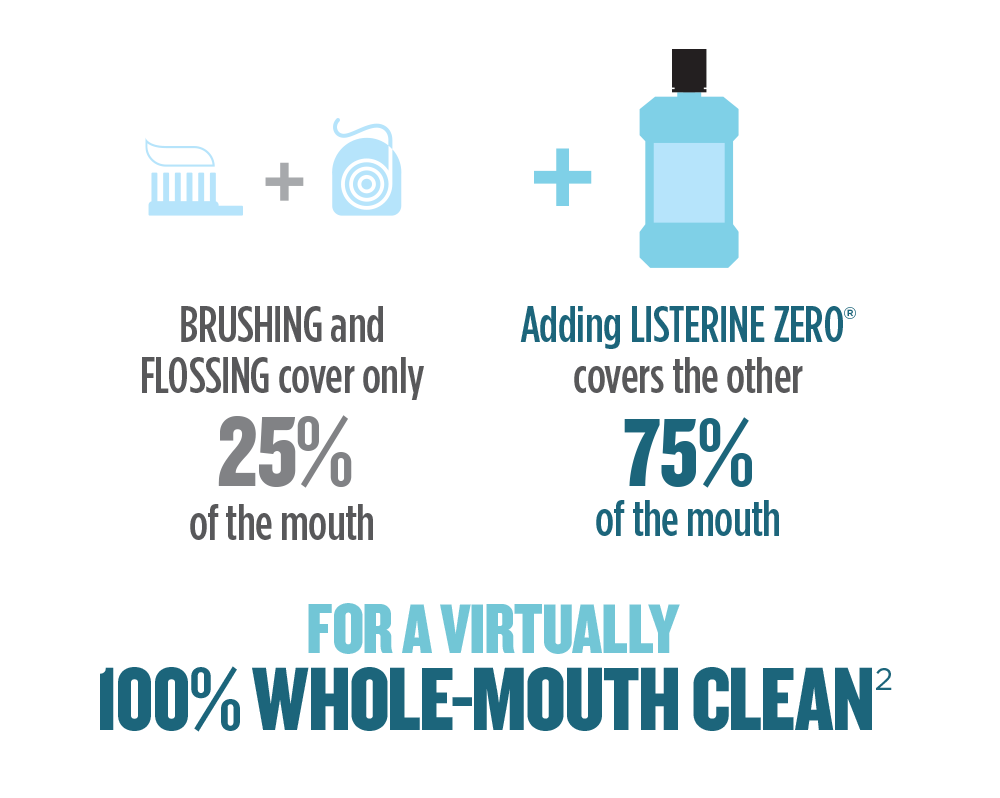 BRUSHING and
FLOSSING cover only
25%
of the mouth
Adding LISTERINE ZERO®
covers the other
75%
of the mouth
FOR A VIRTUALLY
100% WHOLE-MOUTH CLEAN²